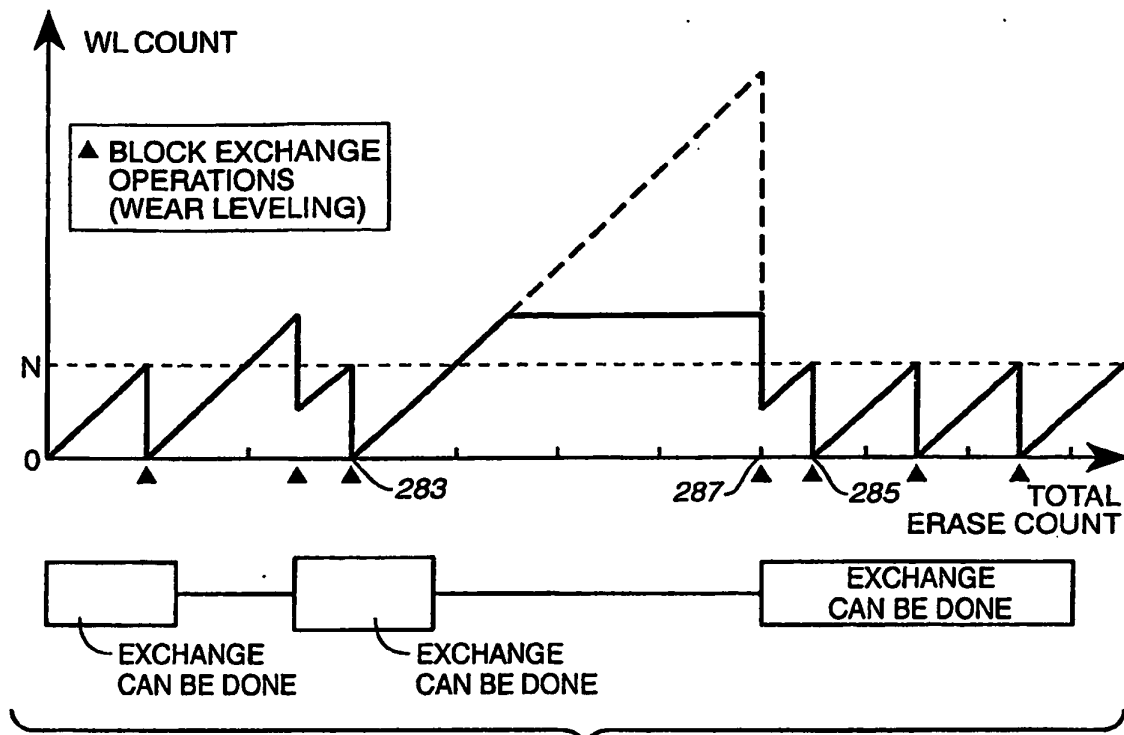 WL COUNT
▲ BLOCK EXCHANGE
OPERATIONS
(WEAR LEVELING)
N
0
283
287
285
TOTAL
ERASE COUNT
EXCHANGE
CAN BE DONE
EXCHANGE
CAN BE DONE
EXCHANGE
CAN BE DONE